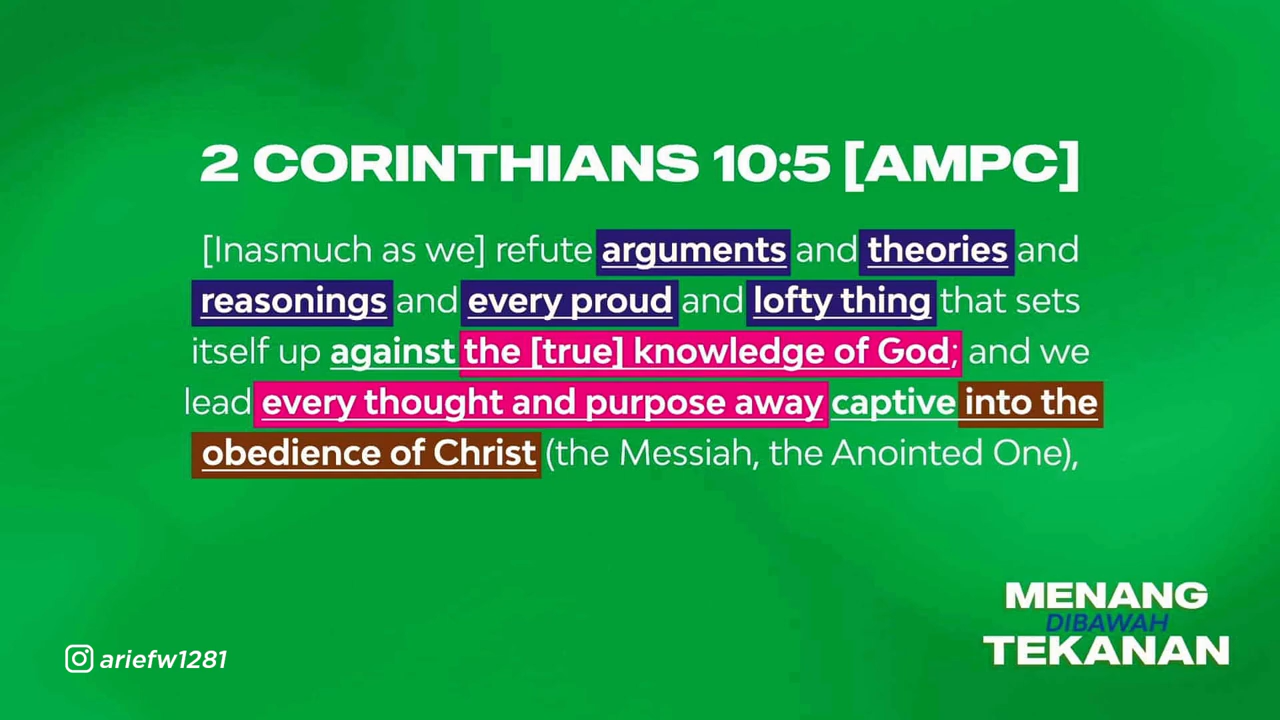 2 CORINTHIANS 10:5 [AMPC]
[Inasmuch as we] refute arguments and theories and
reasonings and every proud and lofty thing that sets
itself up against the [true] knowledge of God; and we
lead every thought and purpose away captive into the
obedience of Christ (the Messiah, the Anointed One),
MENANG
DIBAWAH
TEKANAN
ariefw1281